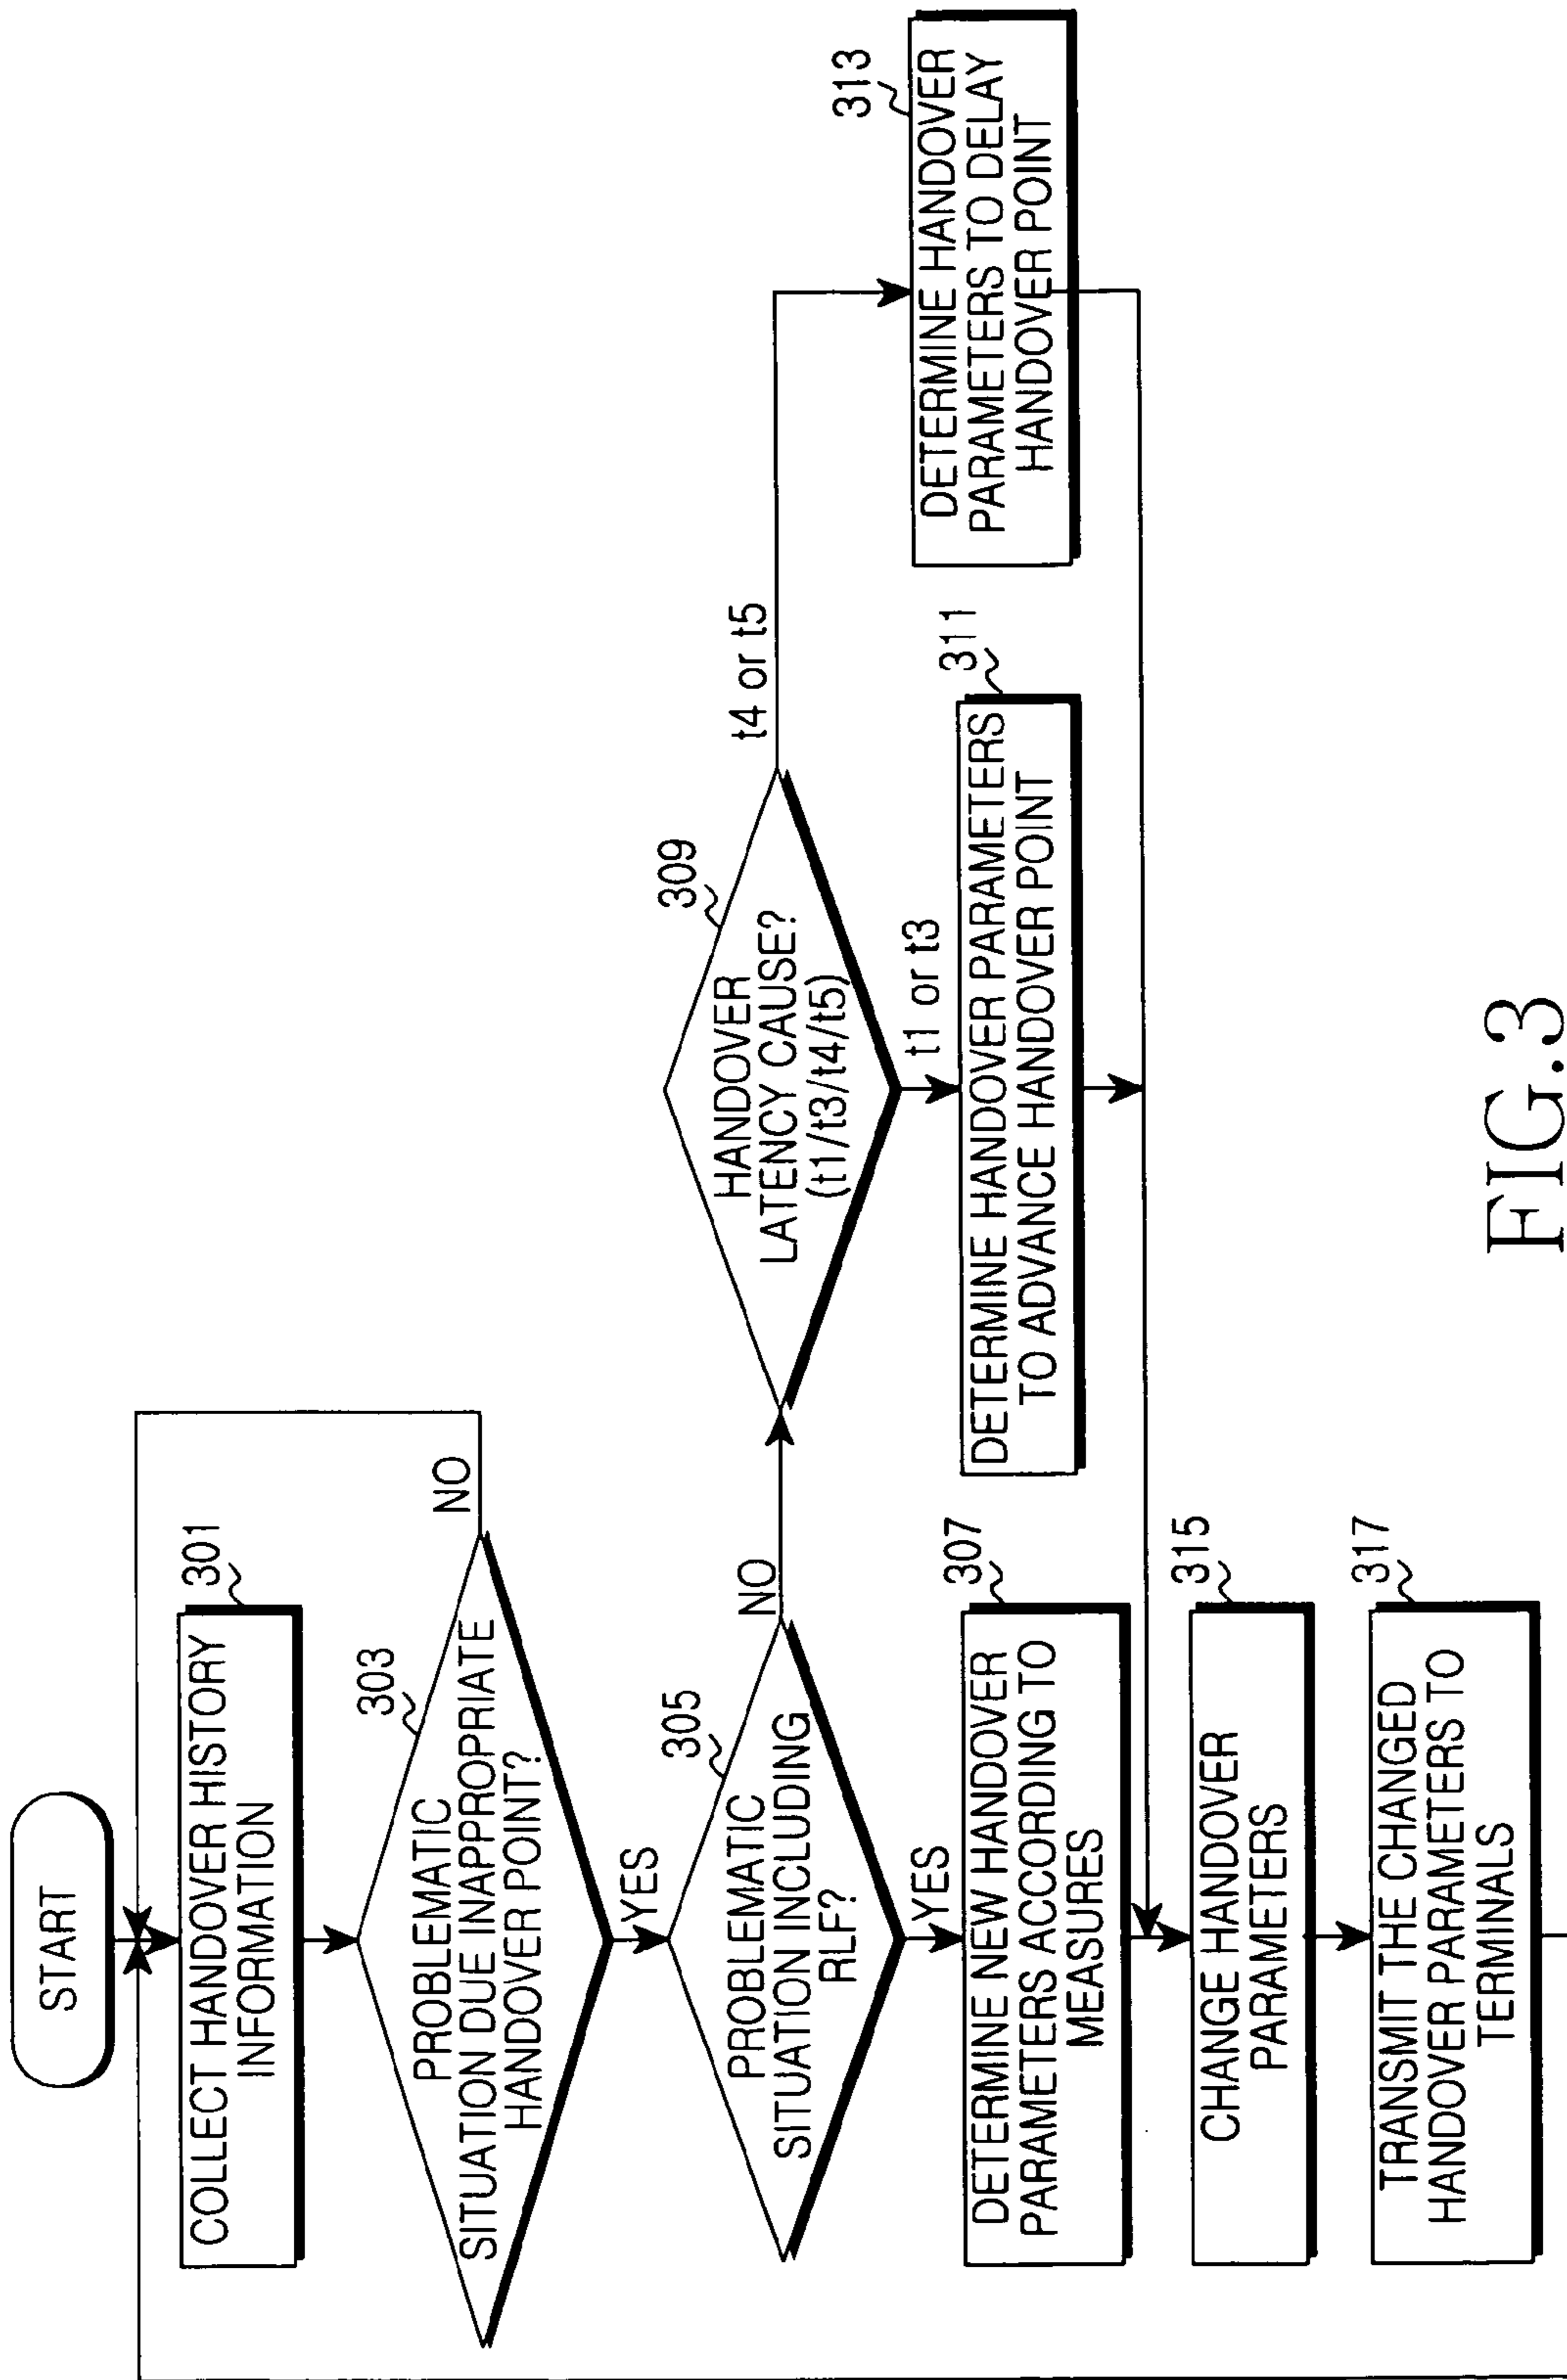 START
COLLECT HANDOVER HISTORY
INFORMATION
301
PROBLEMATIC
SITUATION DUE INAPPROPRIATE
HANDOVER POINT?
303
NO
YES
PROBLEMATIC
SITUATION INCLUDING
RLF?
305
NO
YES
HANDOVER
LATENCY CAUSE?
(t1/t3/t4/t5)
309
t4 or t5
t1 or t3
DETERMINE NEW HANDOVER
PARAMETERS ACCORDING TO
MEASURES
307
DETERMINE HANDOVER PARAMETERS
TO ADVANCE HANDOVER POINT
311
DETERMINE HANDOVER
PARAMETERS TO DELAY
HANDOVER POINT
313
CHANGE HANDOVER
PARAMETERS
315
TRANSMIT THE CHANGED
HANDOVER PARAMETERS TO
TERMINALS
317
FIG.3